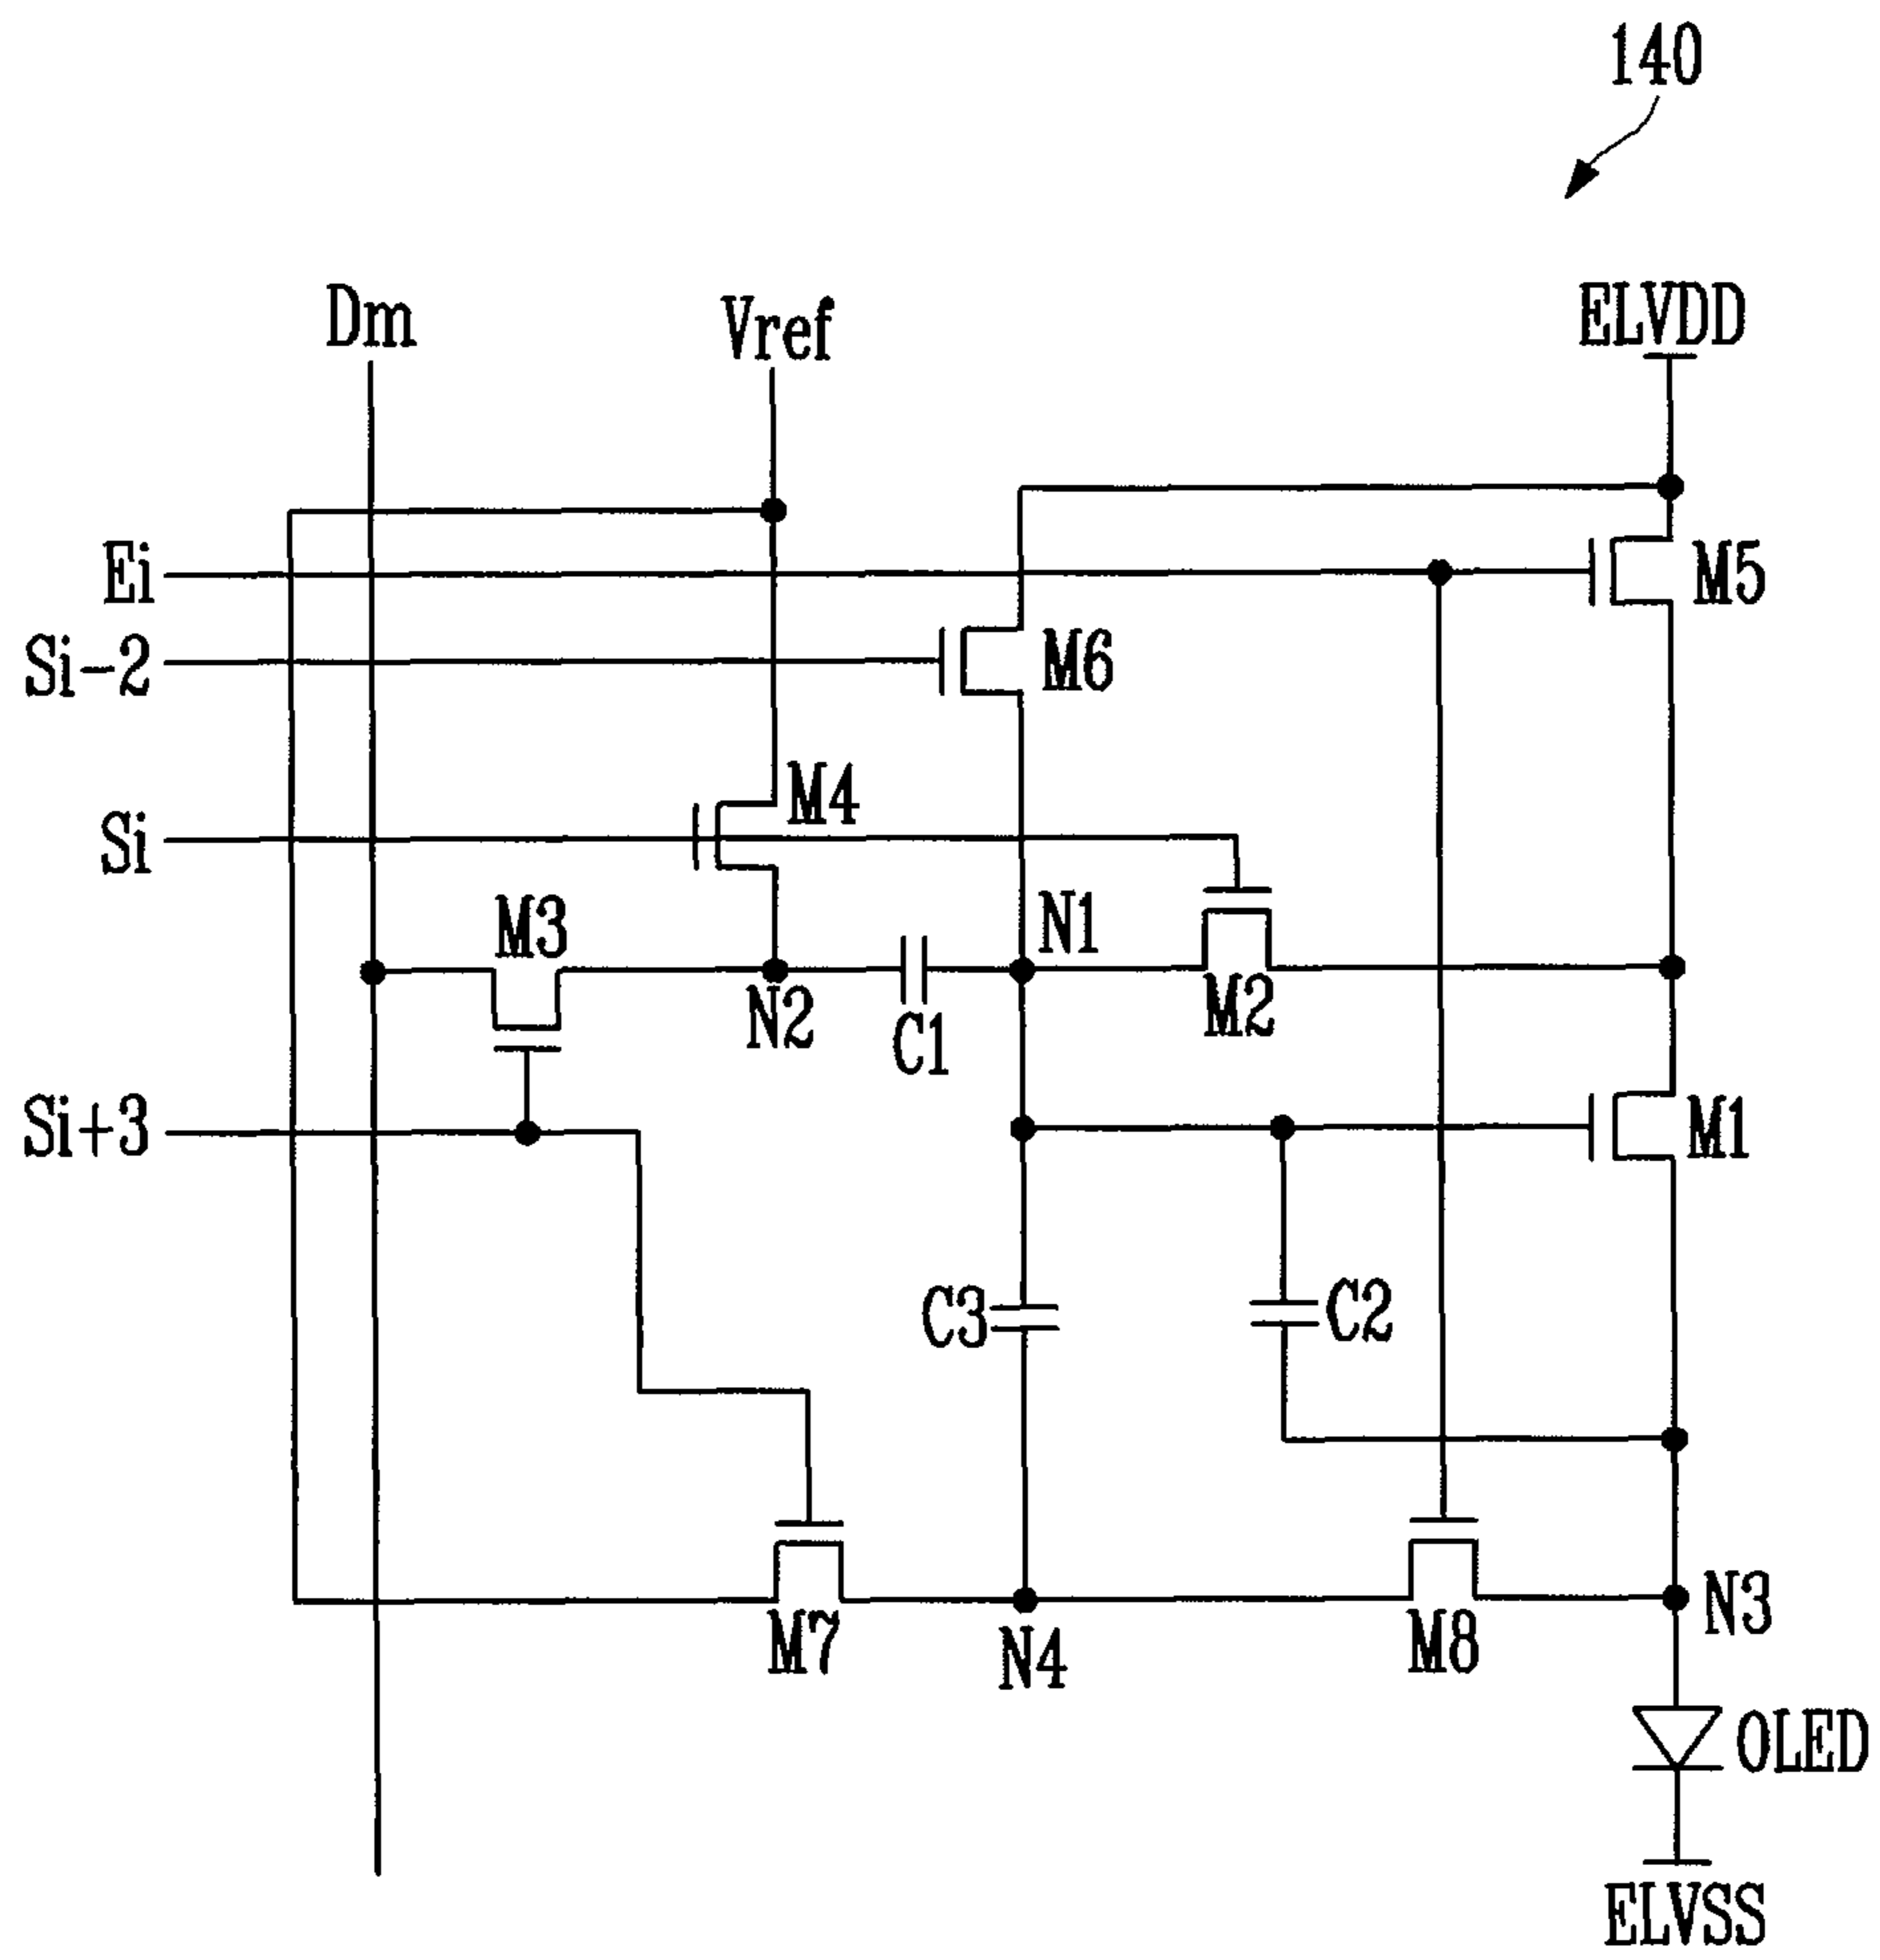 140
Dm
Vref
ELVDD
Ei
M5
Si-2
M6
M4
Si
M3
N1
N2
C1
M2
Si+3
M1
C3
C2
M7
N4
M8
N3
OLED
ELVSS